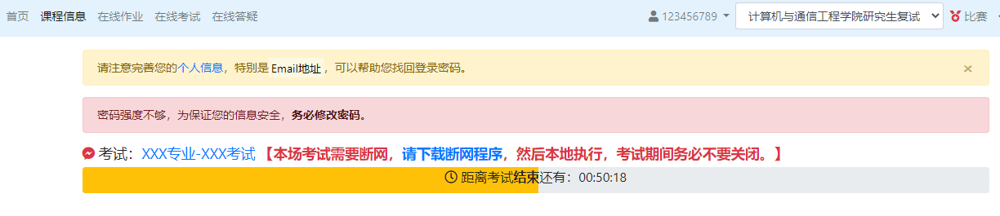 首页 课程信息 在线作业 在线考试 在线答疑 123456789 计算机与通信工程学院研究生复试 比赛
请注意完善您的个人信息，特别是 Email地址 ，可以帮助您找回登录密码。 ×
密码强度不够，为保证您的信息安全，务必修改密码。
考试：XXX专业-XXX考试 【本场考试需要断网，请下载断网程序，然后本地执行，考试期间务必不要关闭。】
距离考试结束还有：00:50:18